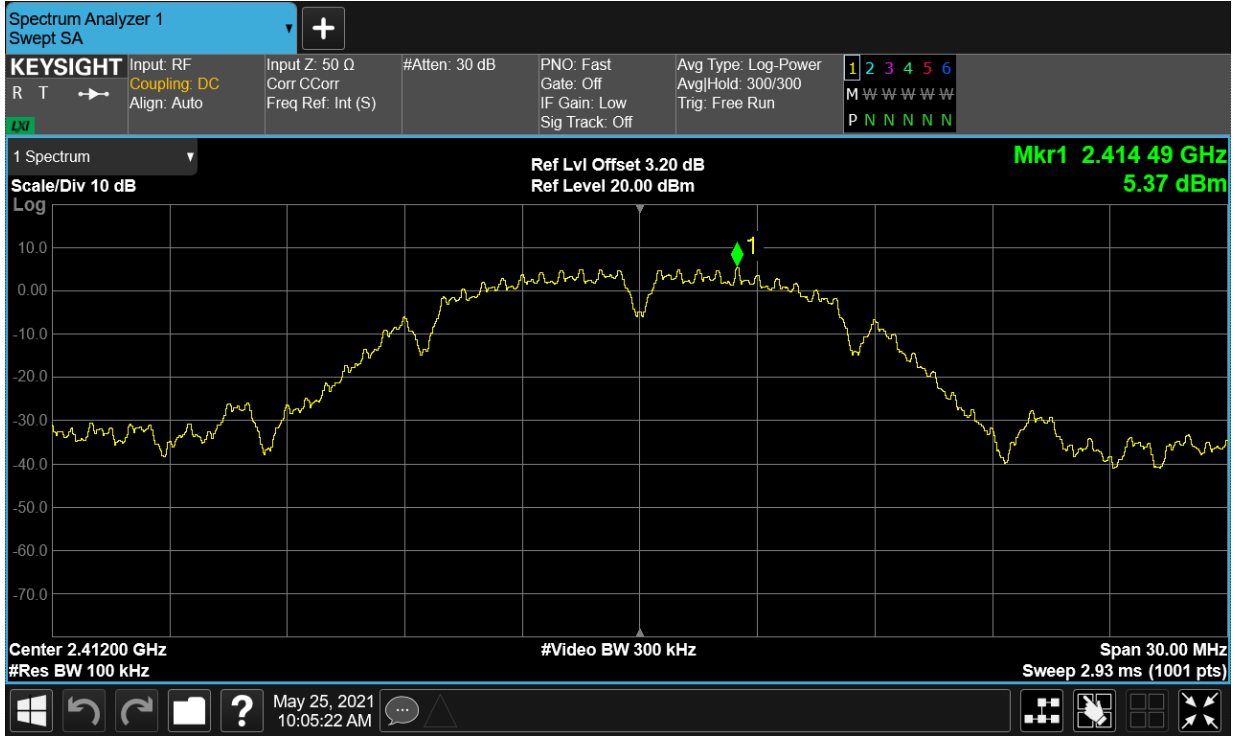 Spectrum Analyzer 1
Swept SA
KEYSIGHT
R T
LXI
Input: RF
Coupling: DC
Align: Auto
Input Z: 50 Ω
Corr CCorr
Freq Ref: Int (S)
#Atten: 30 dB
PNO: Fast
Gate: Off
IF Gain: Low
Sig Track: Off
Avg Type: Log-Power
Avg|Hold: 300/300
Trig: Free Run
1 2 3 4 5 6
M W W W W W
P N N N N N
1 Spectrum
Scale/Div 10 dB
Ref Lvl Offset 3.20 dB
Ref Level 20.00 dBm
Mkr1 2.414 49 GHz
5.37 dBm
Log
10.0
0.00
-10.0
-20.0
-30.0
-40.0
-50.0
-60.0
-70.0
1
Center 2.41200 GHz
#Res BW 100 kHz
#Video BW 300 kHz
Span 30.00 MHz
Sweep 2.93 ms (1001 pts)
?
May 25, 2021
10:05:22 AM